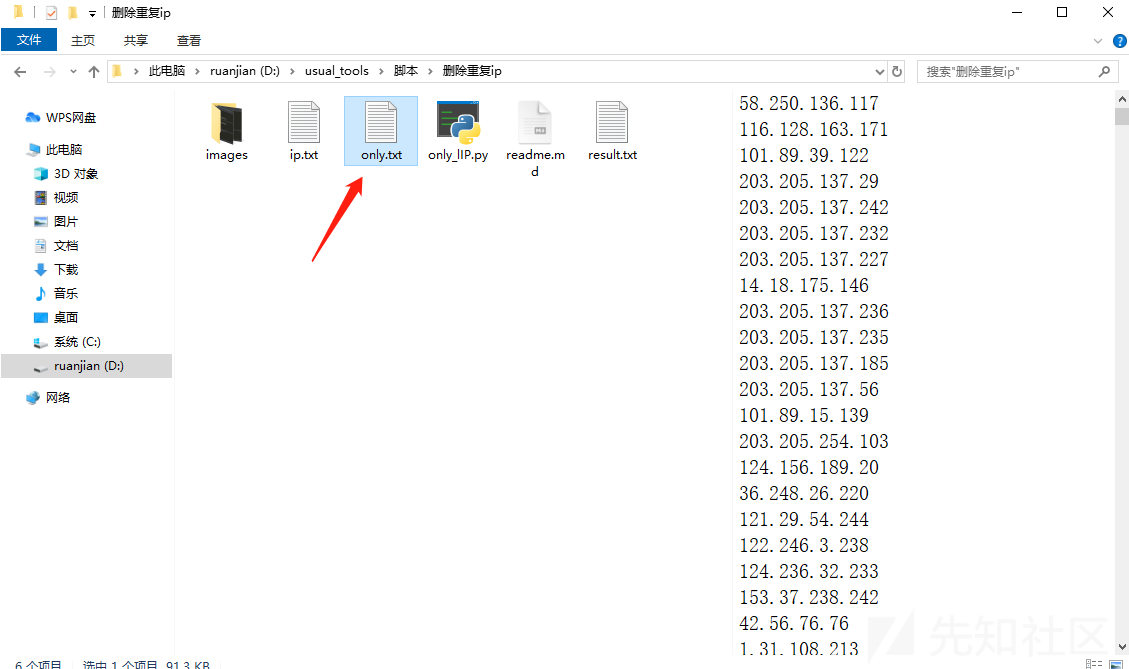 删除重复ip
文件 主页 共享 查看
此电脑 ruanjian (D:) usual_tools 脚本 删除重复ip
搜索"删除重复ip"
WPS网盘
此电脑
3D 对象
视频
图片
文档
下载
音乐
桌面
系统 (C:)
ruanjian (D:)
网络
images
ip.txt
only.txt
only_IIP.py
readme.m
d
result.txt
58.250.136.117
116.128.163.171
101.89.39.122
203.205.137.29
203.205.137.242
203.205.137.232
203.205.137.227
14.18.175.146
203.205.137.236
203.205.137.235
203.205.137.185
203.205.137.56
101.89.15.139
203.205.254.103
124.156.189.20
36.248.26.220
121.29.54.244
122.246.3.238
124.236.32.233
153.37.238.242
42.56.76.76
1.31.108.213
6 个项目 选中 1 个项目 91.3 KB
先知社区